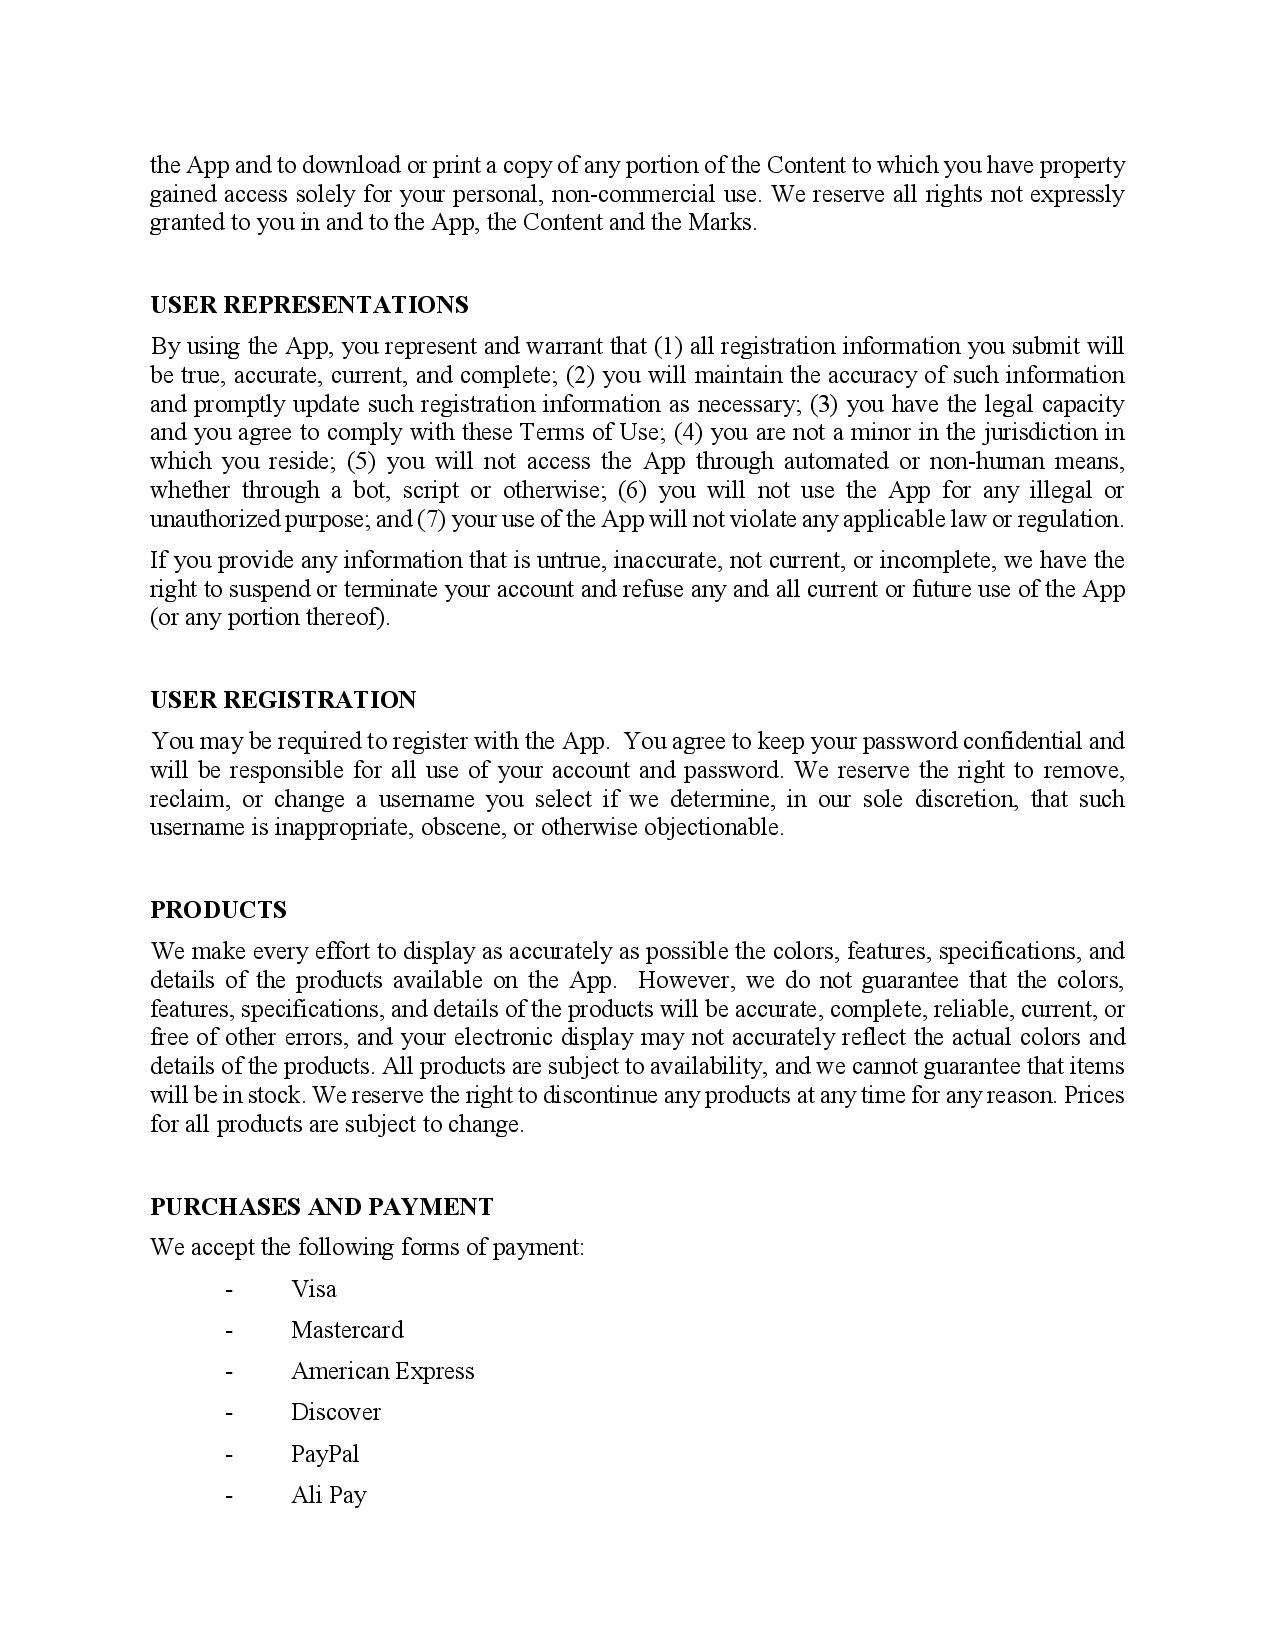 the App and to download or print a copy of any portion of the Content to which you have property
gained access solely for your personal, non-commercial use. We reserve all rights not expressly
granted to you in and to the App, the Content and the Marks.
USER REPRESENTATIONS
By using the App, you represent and warrant that (1) all registration information you submit will
be true, accurate, current, and complete; (2) you will maintain the accuracy of such information
and promptly update such registration information as necessary; (3) you have the legal capacity
and you agree to comply with these Terms of Use; (4) you are not a minor in the jurisdiction in
which you reside; (5) you will not access the App through automated or non-human means,
whether through a bot, script or otherwise; (6) you will not use the App for any illegal or
unauthorized purpose; and (7) your use of the App will not violate any applicable law or regulation.
If you provide any information that is untrue, inaccurate, not current, or incomplete, we have the
right to suspend or terminate your account and refuse any and all current or future use of the App
(or any portion thereof).
USER REGISTRATION
You may be required to register with the App. You agree to keep your password confidential and
will be responsible for all use of your account and password. We reserve the right to remove,
reclaim, or change a username you select if we determine, in our sole discretion, that such
username is inappropriate, obscene, or otherwise objectionable.
PRODUCTS
We make every effort to display as accurately as possible the colors, features, specifications, and
details of the products available on the App. However, we do not guarantee that the colors,
features, specifications, and details of the products will be accurate, complete, reliable, current, or
free of other errors, and your electronic display may not accurately reflect the actual colors and
details of the products. All products are subject to availability, and we cannot guarantee that items
will be in stock. We reserve the right to discontinue any products at any time for any reason. Prices
for all products are subject to change.
PURCHASES AND PAYMENT
We accept the following forms of payment:
- Visa
- Mastercard
- American Express
- Discover
- PayPal
- Ali Pay